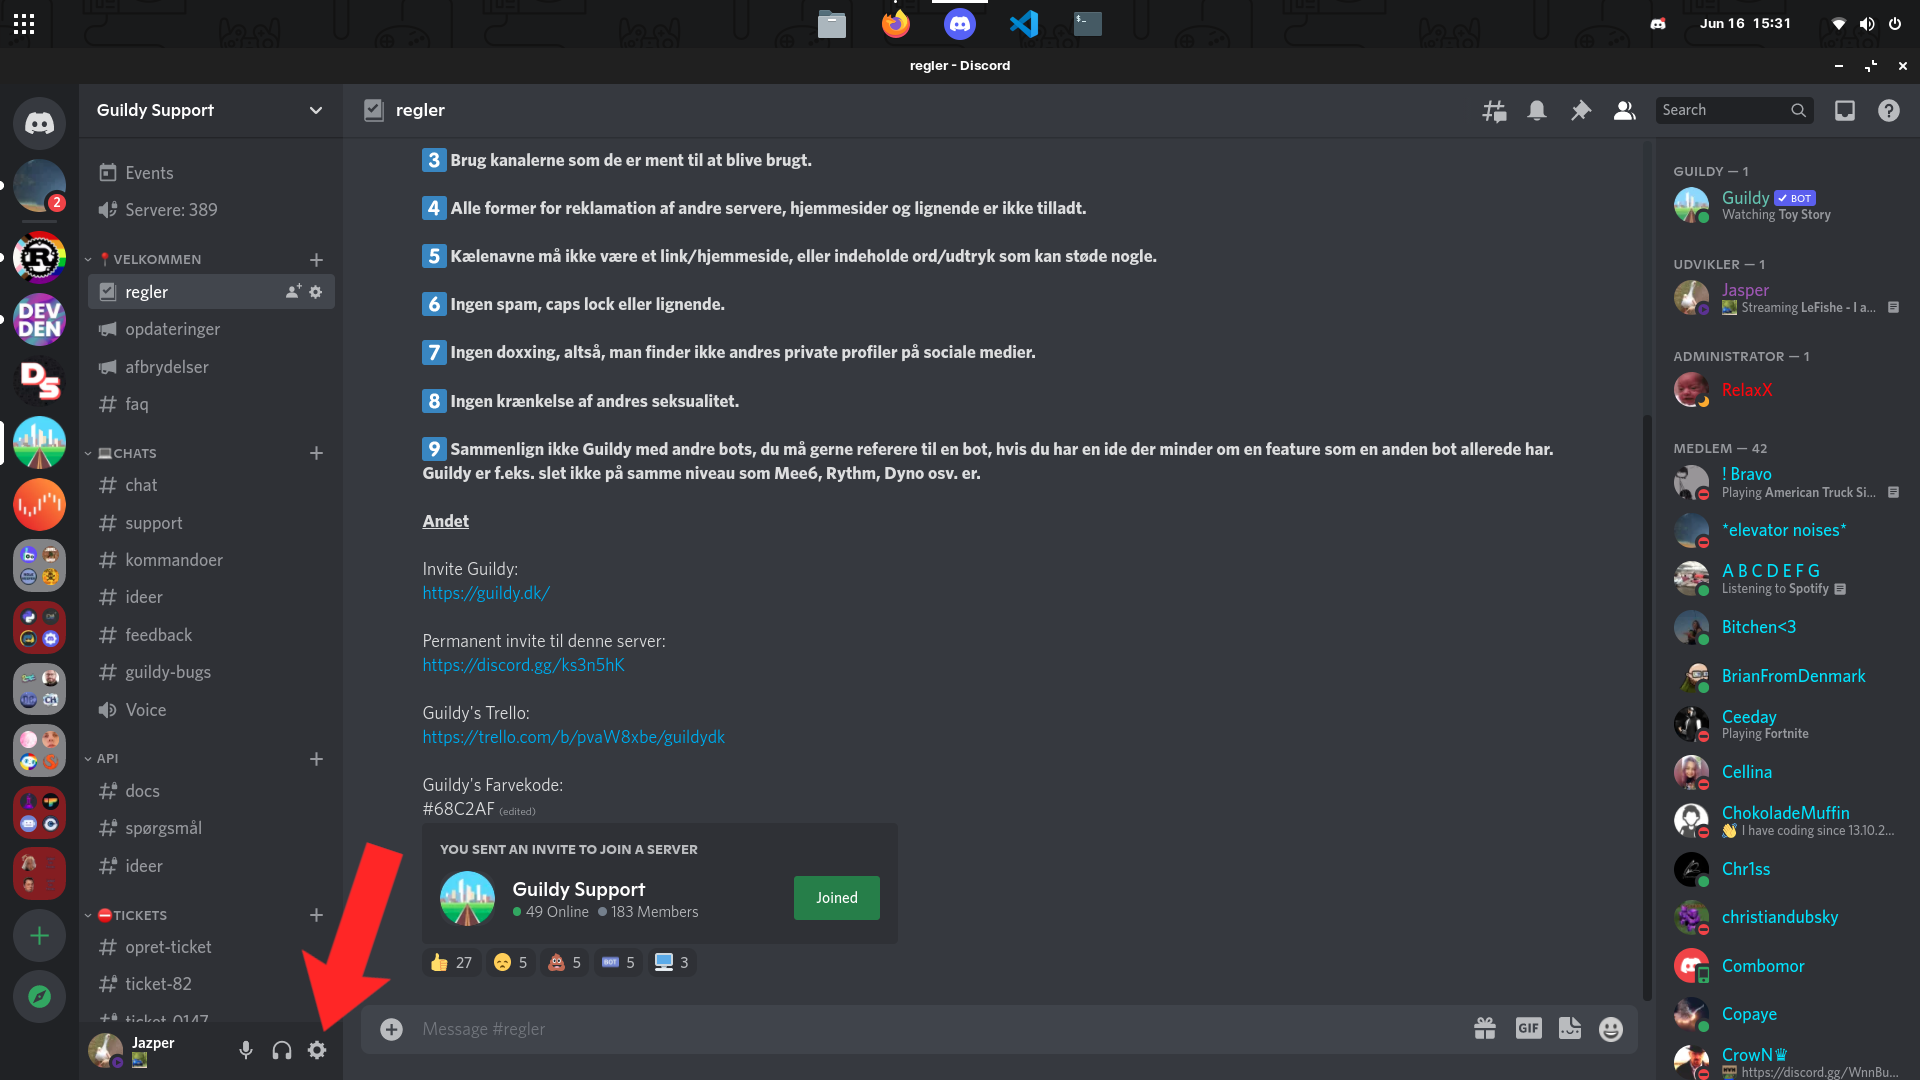 Jun 16 15:31
regler - Discord
Guildy Support
regler
Search
2
DEV
DEN
DS
Events
Servere: 389
VELKOMMEN
regler
opdateringer
afbrydelser
faq
CHATS
chat
support
kommandoer
ideer
feedback
guildy-bugs
Voice
API
docs
spørgsmål
ideer
TICKETS
opret-ticket
ticket-82
ticket-0147
Jazper
3 Brug kanalerne som de er ment til at blive brugt.
4 Alle former for reklamation af andre servere, hjemmesider og lignende er ikke tilladt.
5 Kælenavne må ikke være et link/hjemmeside, eller indeholde ord/udtryk som kan støde nogle.
6 Ingen spam, caps lock eller lignende.
7 Ingen doxxing, altså, man finder ikke andres private profiler på sociale medier.
8 Ingen krænkelse af andres seksualitet.
9 Sammenlign ikke Guildy med andre bots, du må gerne referere til en bot, hvis du har en ide der minder om en feature som en anden bot allerede har.
Guildy er f.eks. slet ikke på samme niveau som Mee6, Rythm, Dyno osv. er.
Andet
Invite Guildy:
https://guildy.dk/
Permanent invite til denne server:
https://discord.gg/ks3n5hK
Guildy's Trello:
https://trello.com/b/pvaW8xbe/guildydk
Guildy's Farvekode:
#68C2AF (edited)
YOU SENT AN INVITE TO JOIN A SERVER
Guildy Support
49 Online 183 Members
Joined
27 5 5 BOT 5 3
Message #regler
GIF
GUILDY — 1
Guildy BOT
Watching Toy Story
UDVIKLER — 1
Jasper
Streaming LeFishe - I a...
ADMINISTRATOR — 1
RelaxX
MEDLEM — 42
! Bravo
Playing American Truck Si...
*elevator noises*
A B C D E F G
Listening to Spotify
Bitchen<3
BrianFromDenmark
Ceeday
Playing Fortnite
Cellina
ChokoladeMuffin
👋 I have coding since 13.10.2...
Chr1ss
christiandubsky
Combomor
Copaye
CrowN♛
https://discord.gg/WnnBu...